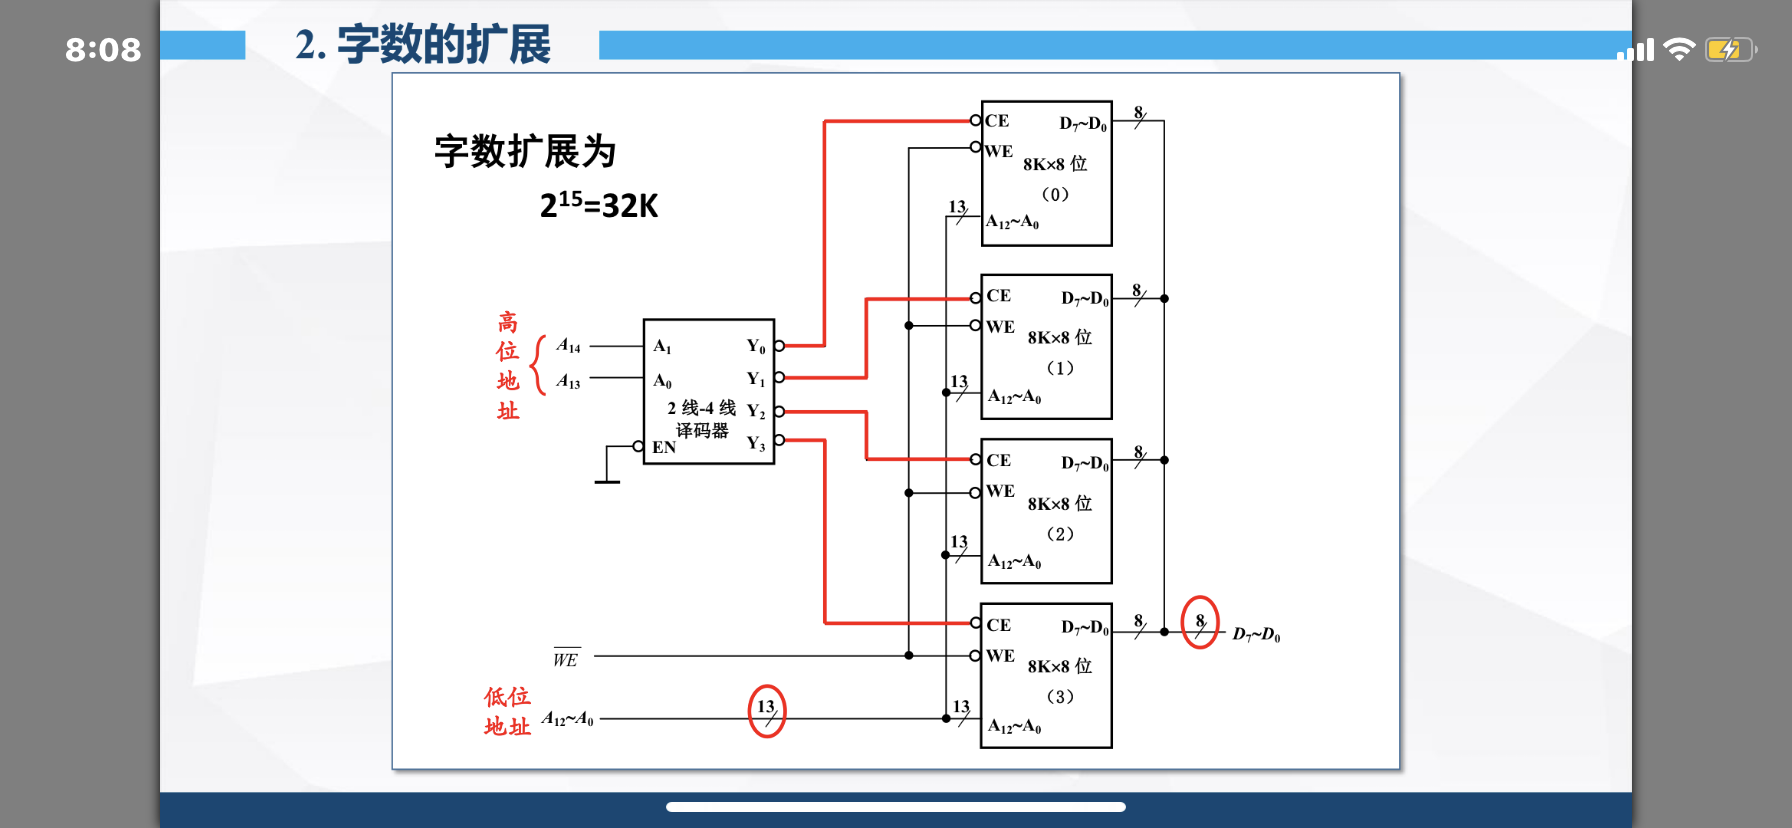 8:08
2. 字数的扩展
字数扩展为
2¹⁵=32K
CE D₇~D₀ 8
WE
8K×8 位
(0)
13 A₁₂~A₀
CE D₇~D₀ 8
WE
8K×8 位
(1)
13 A₁₂~A₀
高位地址
A₁₄ A₁ Y₀
A₁₃ A₀ Y₁
2 线-4 线 Y₂
译码器
EN Y₃
CE D₇~D₀ 8
WE
8K×8 位
(2)
13 A₁₂~A₀
CE D₇~D₀ 8 8 D₇~D₀
W̅E̅ WE
8K×8 位
(3)
低位
地址 A₁₂~A₀ 13 13 A₁₂~A₀